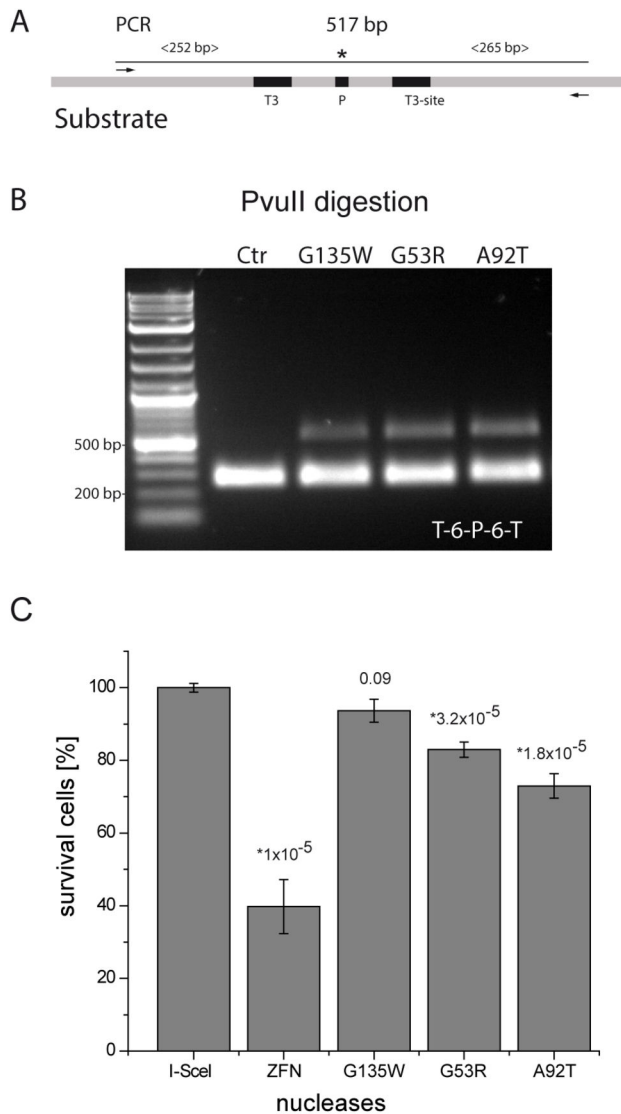 A
PCR 517 bp
<252 bp> * <265 bp>
T3 P T3-site
Substrate
B
PvuII digestion
Ctr G135W G53R A92T
500 bp
200 bp
T-6-P-6-T
C
survival cells [%]
100
80
60
40
20
0
*1x10-5
0.09
*3.2x10-5
*1.8x10-5
I-SceI ZFN G135W G53R A92T
nucleases